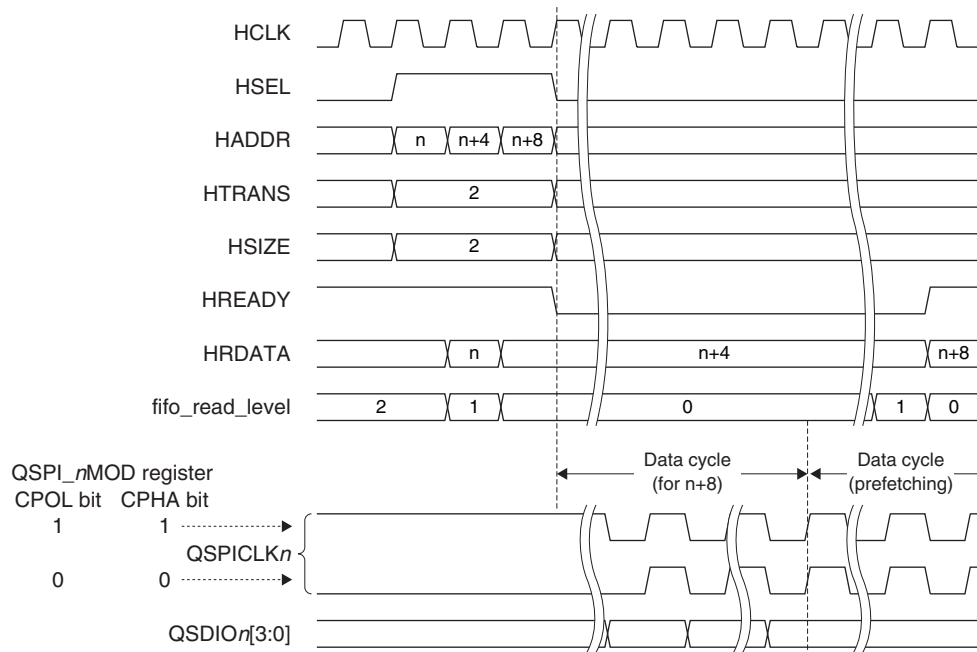 HCLK
HSEL
HADDR n n+4 n+8
HTRANS 2
HSIZE 2
HREADY
HRDATA n n+4 n+8
fifo_read_level 2 1 0 1 0
Data cycle
(for n+8)
Data cycle
(prefetching)
QSPI_nMOD register
CPOL bit CPHA bit
1 1
QSPICLKn
0 0
QSDIOn[3:0]